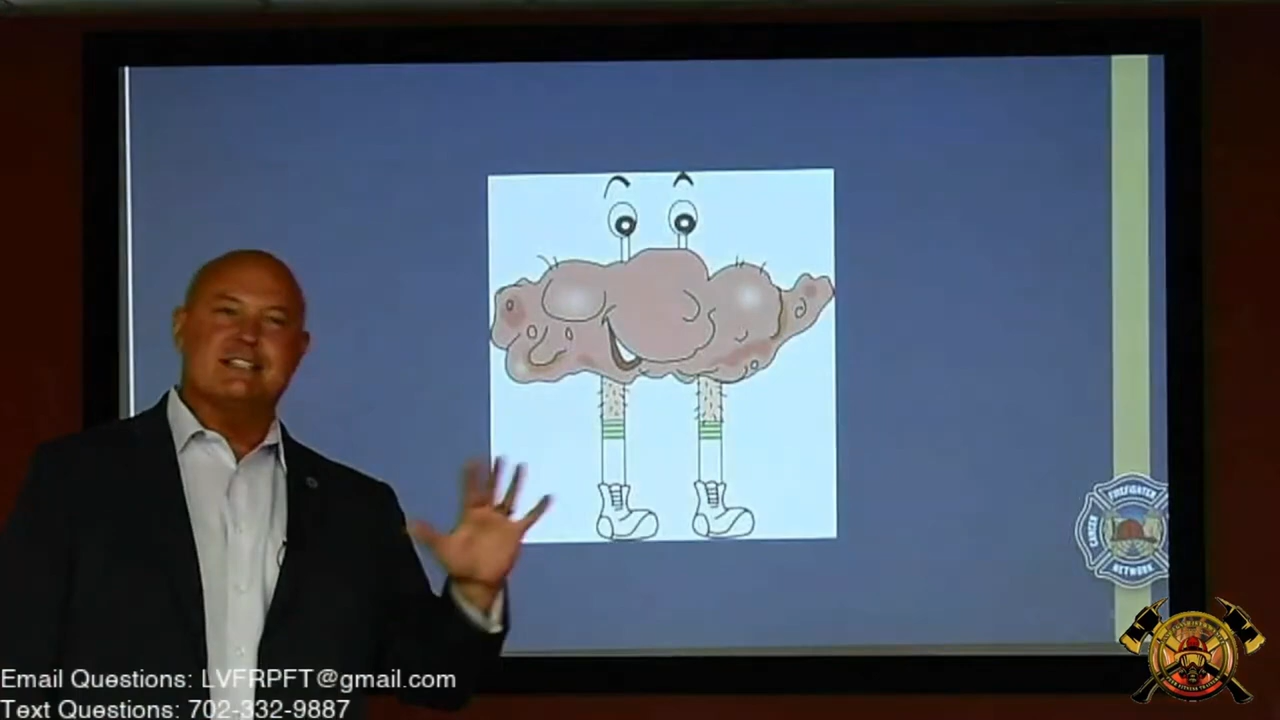 FIREFIGHTER
CANCER
NETWORK
Email Questions: LVFRPFT@gmail.com
Text Questions: 702-332-9887